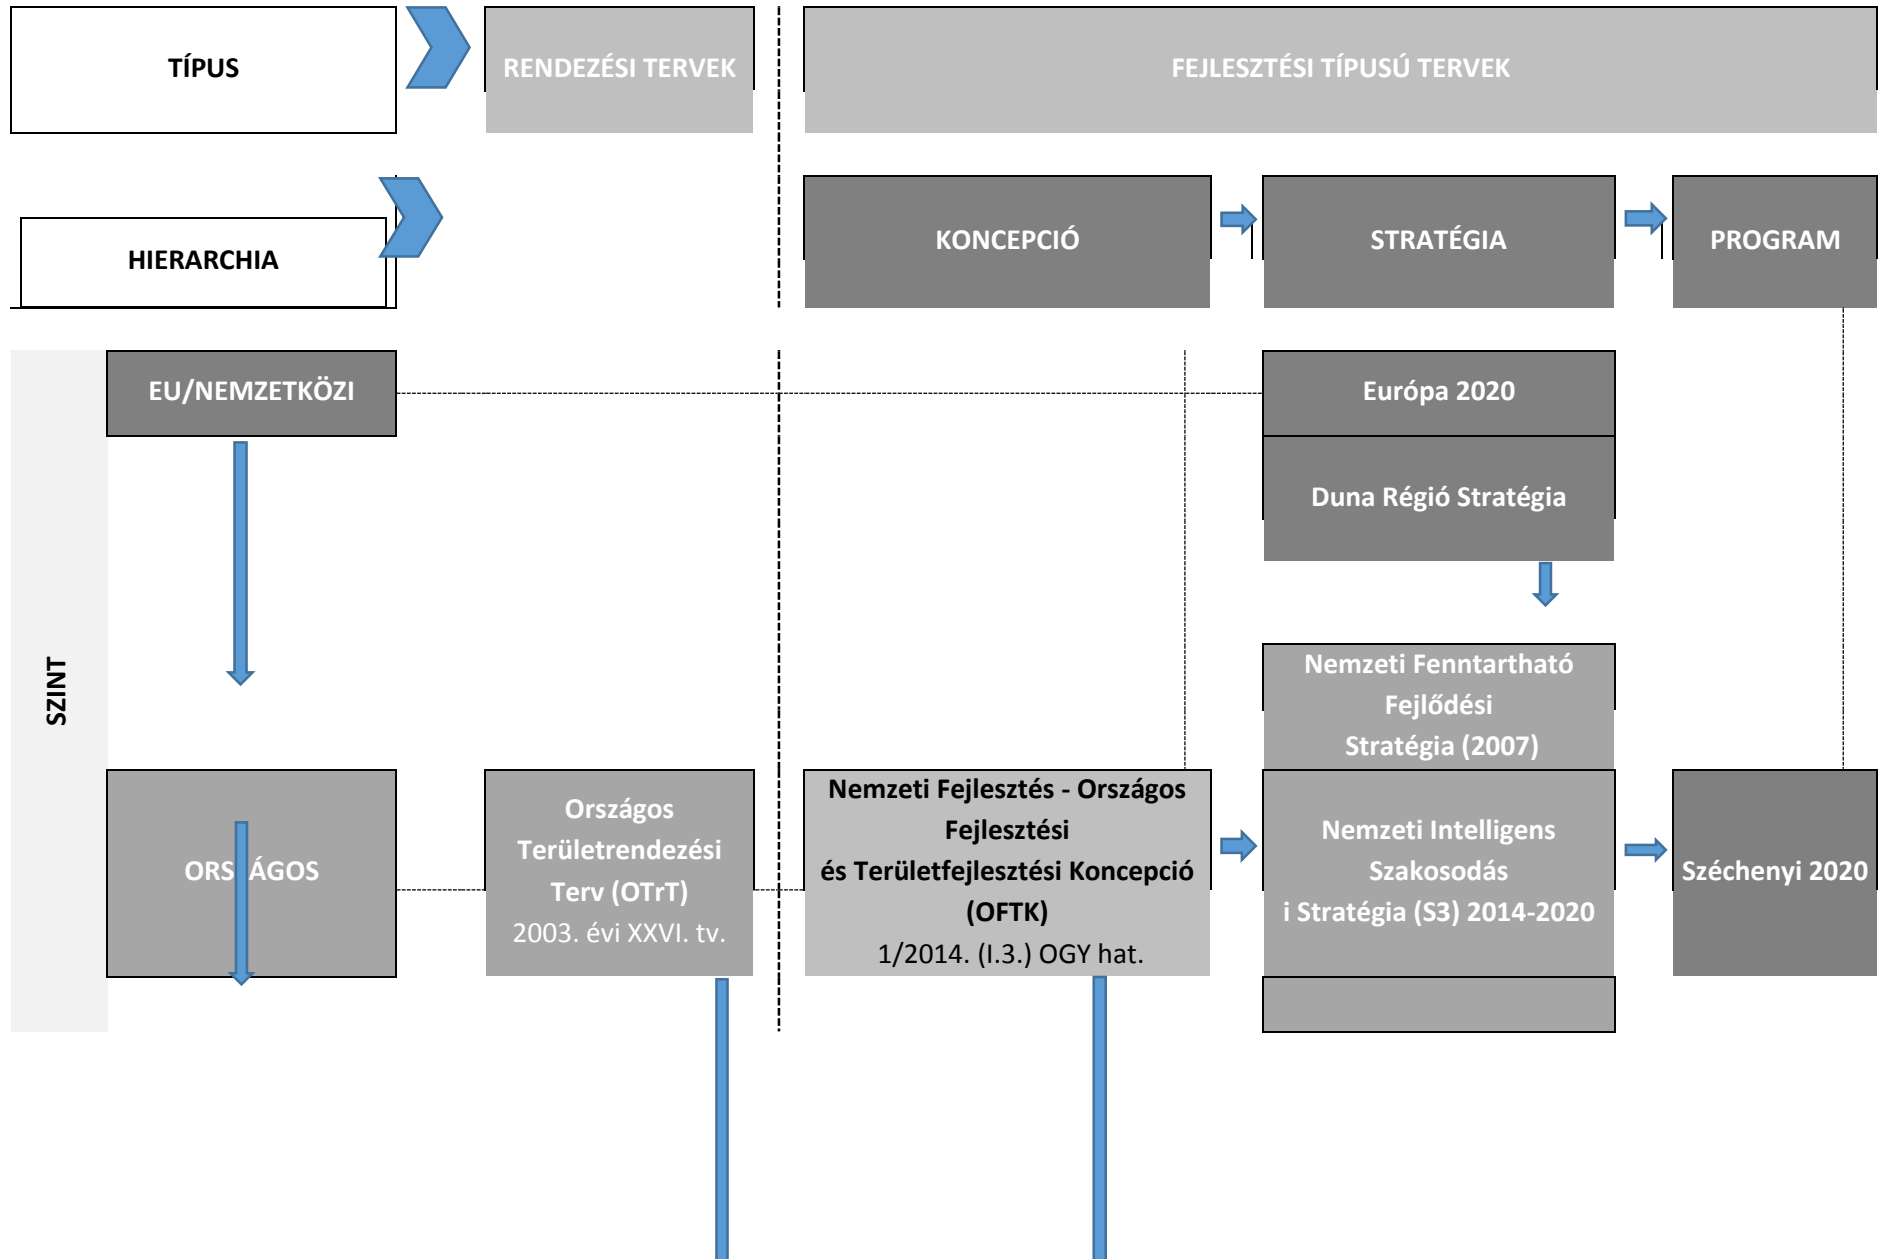 TÍPUS
RENDEZÉSI TERVEK
FEJLESZTÉSI TÍPUSÚ TERVEK
HIERARCHIA
KONCEPCIÓ
STRATÉGIA
PROGRAM
SZINT
EU/NEMZETKÖZI
Európa 2020
Duna Régió Stratégia
Nemzeti Fenntartható
Fejlődési
Stratégia (2007)
ORSZÁGOS
Országos
Területrendezési
Terv (OTrT)
2003. évi XXVI. tv.
Nemzeti Fejlesztés - Országos
Fejlesztési
és Területfejlesztési Koncepció
(OFTK)
1/2014. (I.3.) OGY hat.
Nemzeti Intelligens
Szakosodás
i Stratégia (S3) 2014-2020
Széchenyi 2020